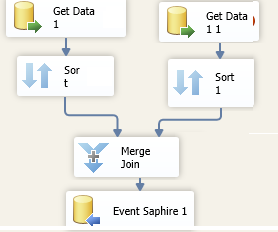 Get Data
1
Get Data
1 1
Sor
t
Sort
1
Merge
Join
Event Saphire 1